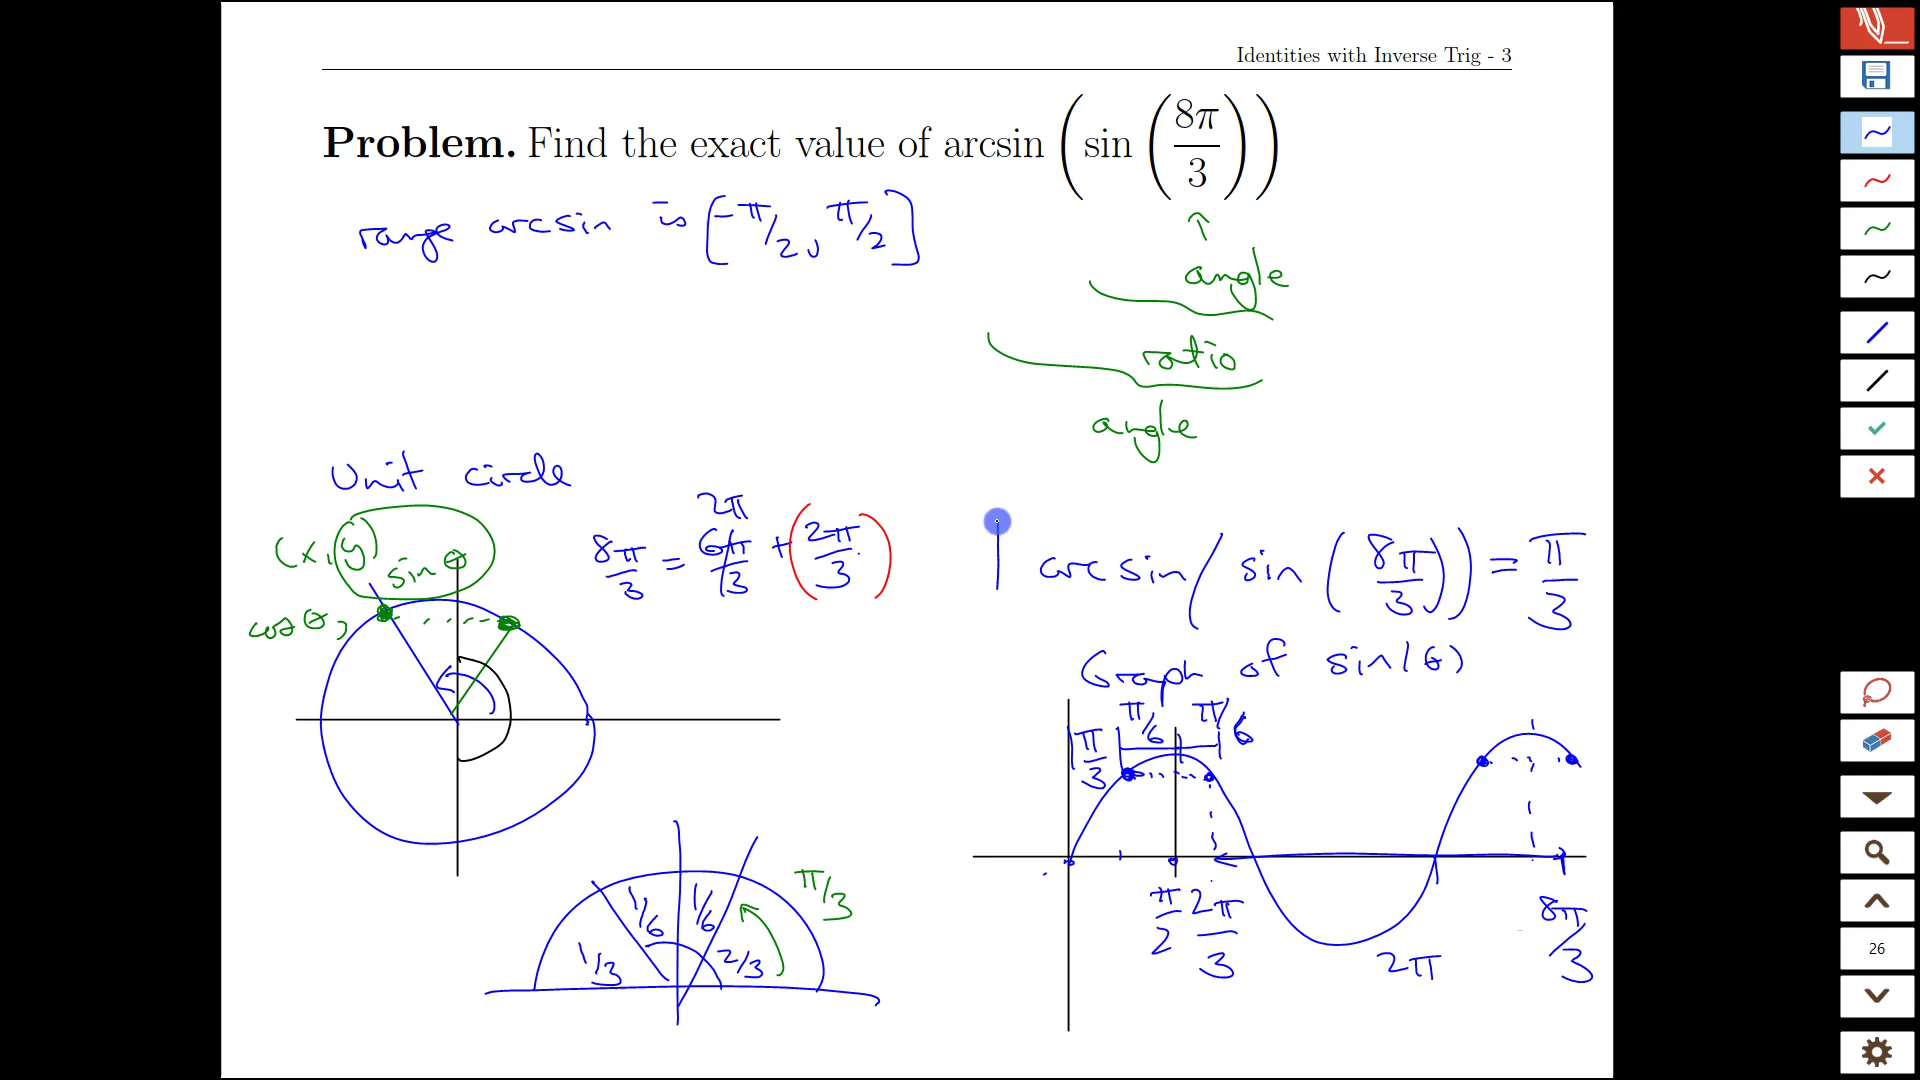 Identities with Inverse Trig - 3
Problem. Find the exact value of arcsin(sin(8π/3))
range arcsin is [-π/2, π/2]
↑
angle
ratio
angle
Unit circle
(x, y)
sin θ
cos θ,
2π
8π/3 = 6π/3 + (2π/3)
arcsin(sin(8π/3)) = π/3
Graph of sin(θ)
π/3
π/6 π/6
π/2 2π/3
2π
8π/3
1/3 1/6 1/6 2/3
π/3
26